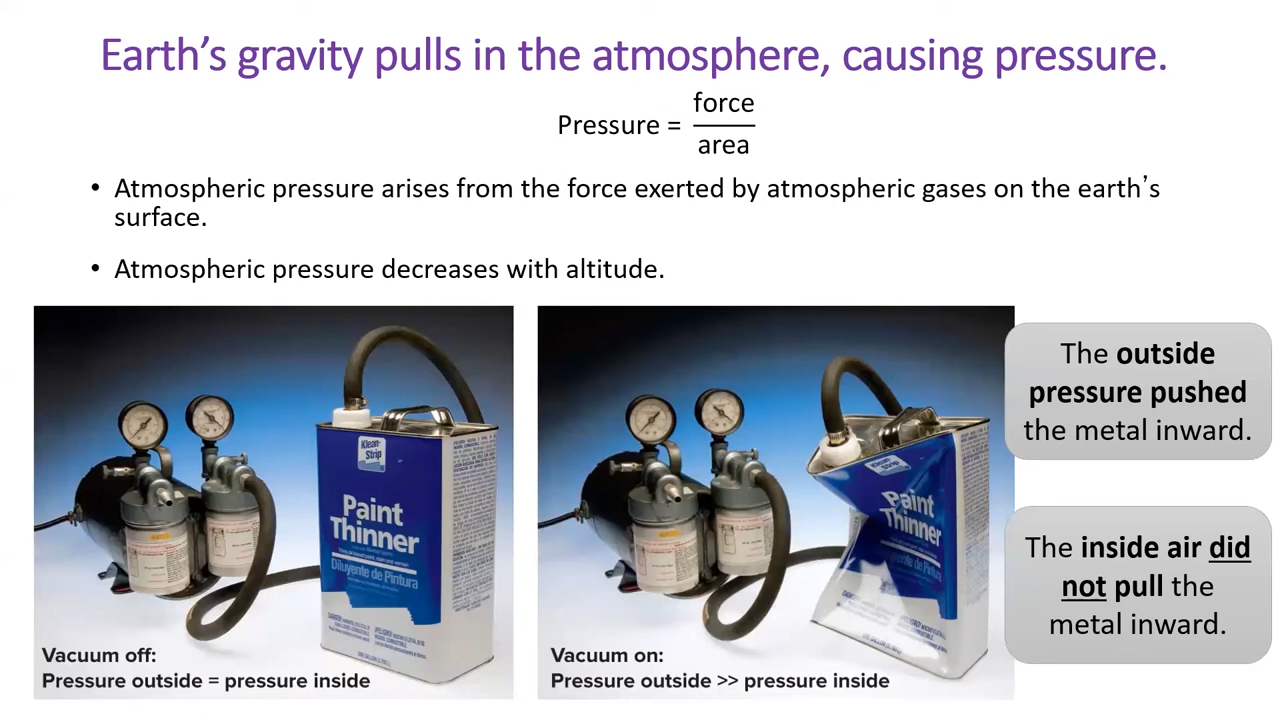 Earth’s gravity pulls in the atmosphere, causing pressure.
Pressure = force
area
• Atmospheric pressure arises from the force exerted by atmospheric gases on the earth’s
surface.
• Atmospheric pressure decreases with altitude.
Klean-
Strip
Paint
Thinner
Diluyente de Pintura
Vacuum off:
Pressure outside = pressure inside
Klean-
Strip
Paint
Thinner
Diluyente de Pintura
Vacuum on:
Pressure outside >> pressure inside
The outside
pressure pushed
the metal inward.
The inside air did
not pull the
metal inward.